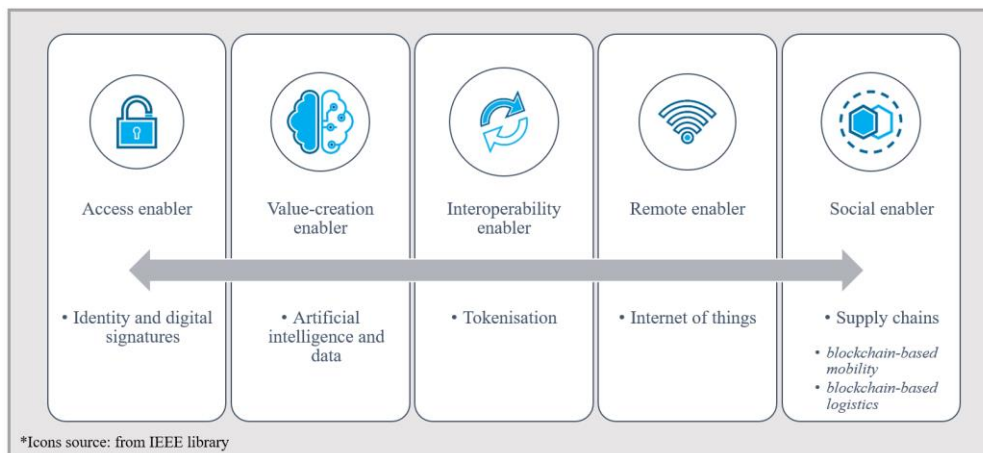 Access enabler
Value-creation
enabler
Interoperability
enabler
Remote enabler
Social enabler
• Identity and digital
signatures
• Artificial
intelligence and
data
• Tokenisation
• Internet of things
• Supply chains
• blockchain-based
mobility
• blockchain-based
logistics
*Icons source: from IEEE library